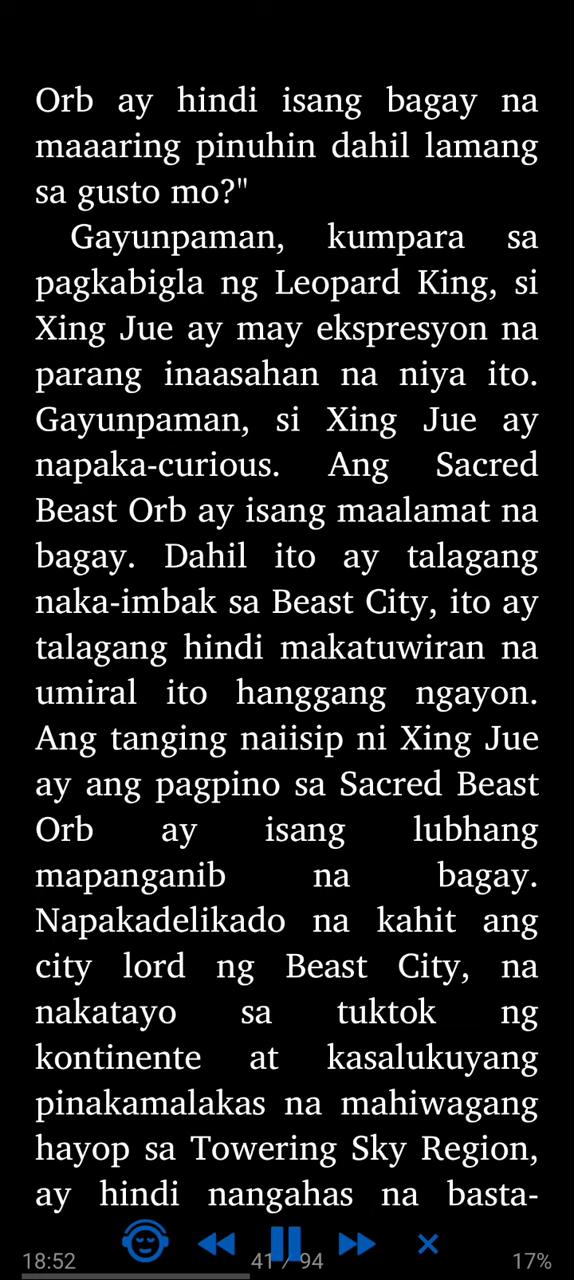 Orb ay hindi isang bagay na
maaaring pinuhin dahil lamang
sa gusto mo?"
Gayunpaman, kumpara sa
pagkabigla ng Leopard King, si
Xing Jue ay may ekspresyon na
parang inaasahan na niya ito.
Gayunpaman, si Xing Jue ay
napaka-curious. Ang Sacred
Beast Orb ay isang maalamat na
bagay. Dahil ito ay talagang
naka-imbak sa Beast City, ito ay
talagang hindi makatuwiran na
umiral ito hanggang ngayon.
Ang tanging naiisip ni Xing Jue
ay ang pagpino sa Sacred Beast
Orb ay isang lubhang
mapanganib na bagay.
Napakadelikado na kahit ang
city lord ng Beast City, na
nakatayo sa tuktok ng
kontinente at kasalukuyang
pinakamalakas na mahiwagang
hayop sa Towering Sky Region,
ay hindi nangahas na basta-
18:52 41 / 94 17%